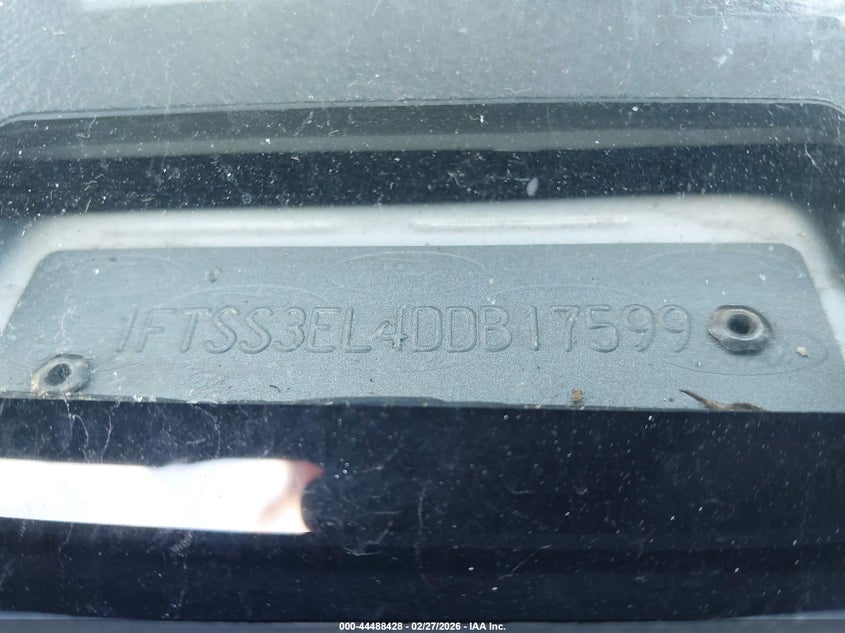 1FTSS3EL4DDB17599
000-44488428 - 02/27/2026 - IAA Inc.